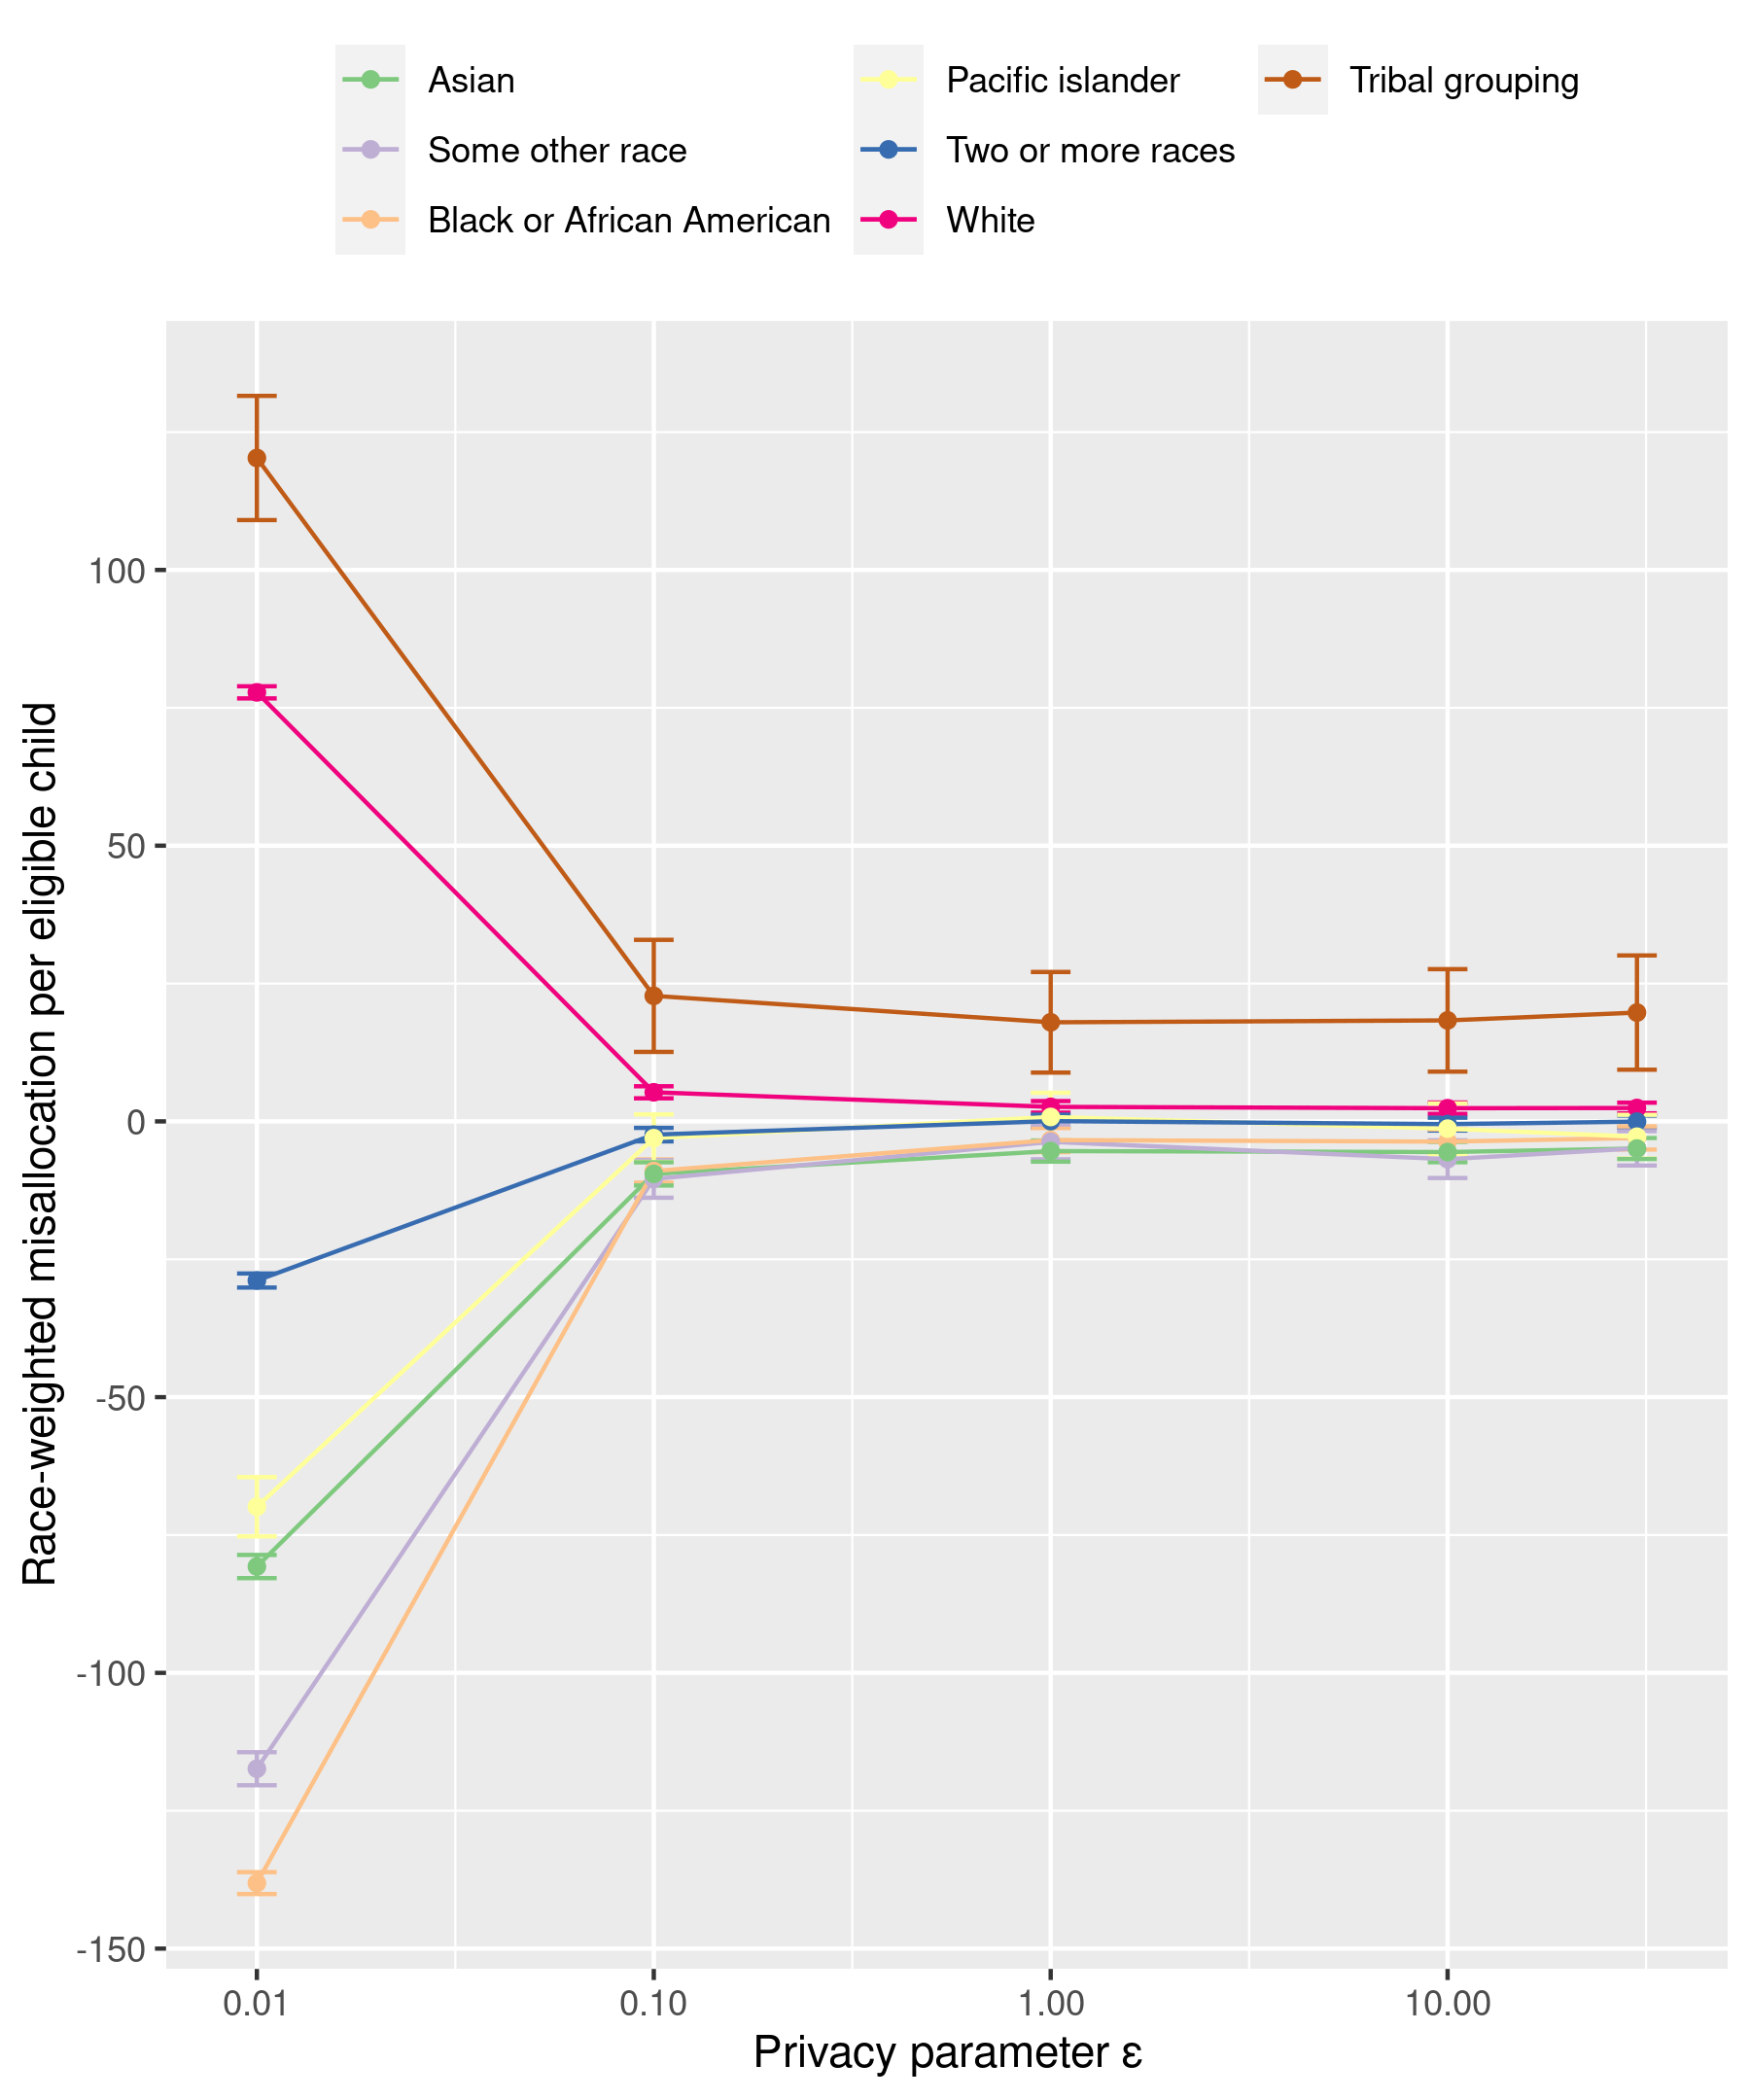 Asian Pacific islander Tribal grouping
Some other race Two or more races
Black or African American White
Race-weighted misallocation per eligible child
100
50
0
-50
-100
-150
0.01 0.10 1.00 10.00
Privacy parameter ε